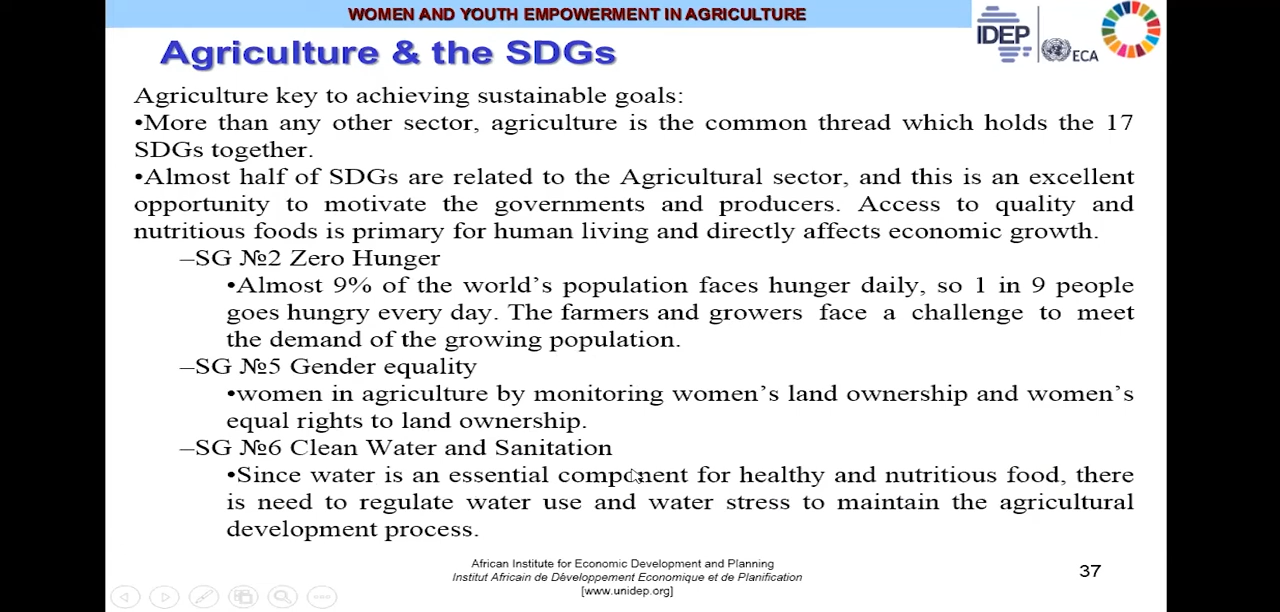 WOMEN AND YOUTH EMPOWERMENT IN AGRICULTURE
IDEP
ECA
Agriculture & the SDGs
Agriculture key to achieving sustainable goals:
•More than any other sector, agriculture is the common thread which holds the 17
SDGs together.
•Almost half of SDGs are related to the Agricultural sector, and this is an excellent
opportunity to motivate the governments and producers. Access to quality and
nutritious foods is primary for human living and directly affects economic growth.
–SG №2 Zero Hunger
•Almost 9% of the world's population faces hunger daily, so 1 in 9 people
goes hungry every day. The farmers and growers face a challenge to meet
the demand of the growing population.
–SG №5 Gender equality
•women in agriculture by monitoring women's land ownership and women's
equal rights to land ownership.
–SG №6 Clean Water and Sanitation
•Since water is an essential component for healthy and nutritious food, there
is need to regulate water use and water stress to maintain the agricultural
development process.
African Institute for Economic Development and Planning
Institut Africain de Développement Economique et de Planification
[www.unidep.org]
37